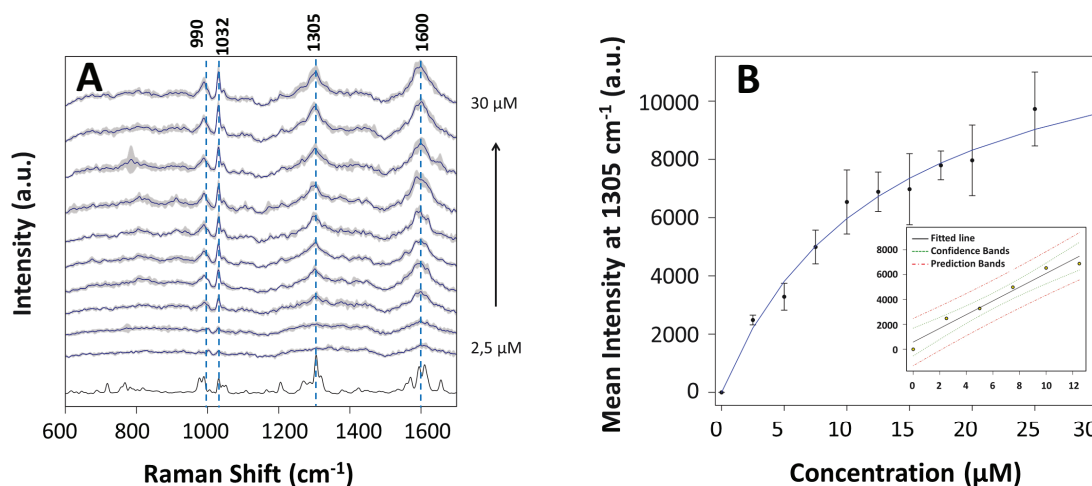 990
1032
1305
1600
A
30 µM
2,5 µM
Intensity (a.u.)
600 800 1000 1200 1400 1600
Raman Shift (cm-1)
B
Mean Intensity at 1305 cm-1 (a.u.)
10000
8000
6000
4000
2000
0
0 5 10 15 20 25 30
Concentration (µM)
Fitted line
Confidence Bands
Prediction Bands
8000
6000
4000
2000
0
0 2 4 6 8 10 12